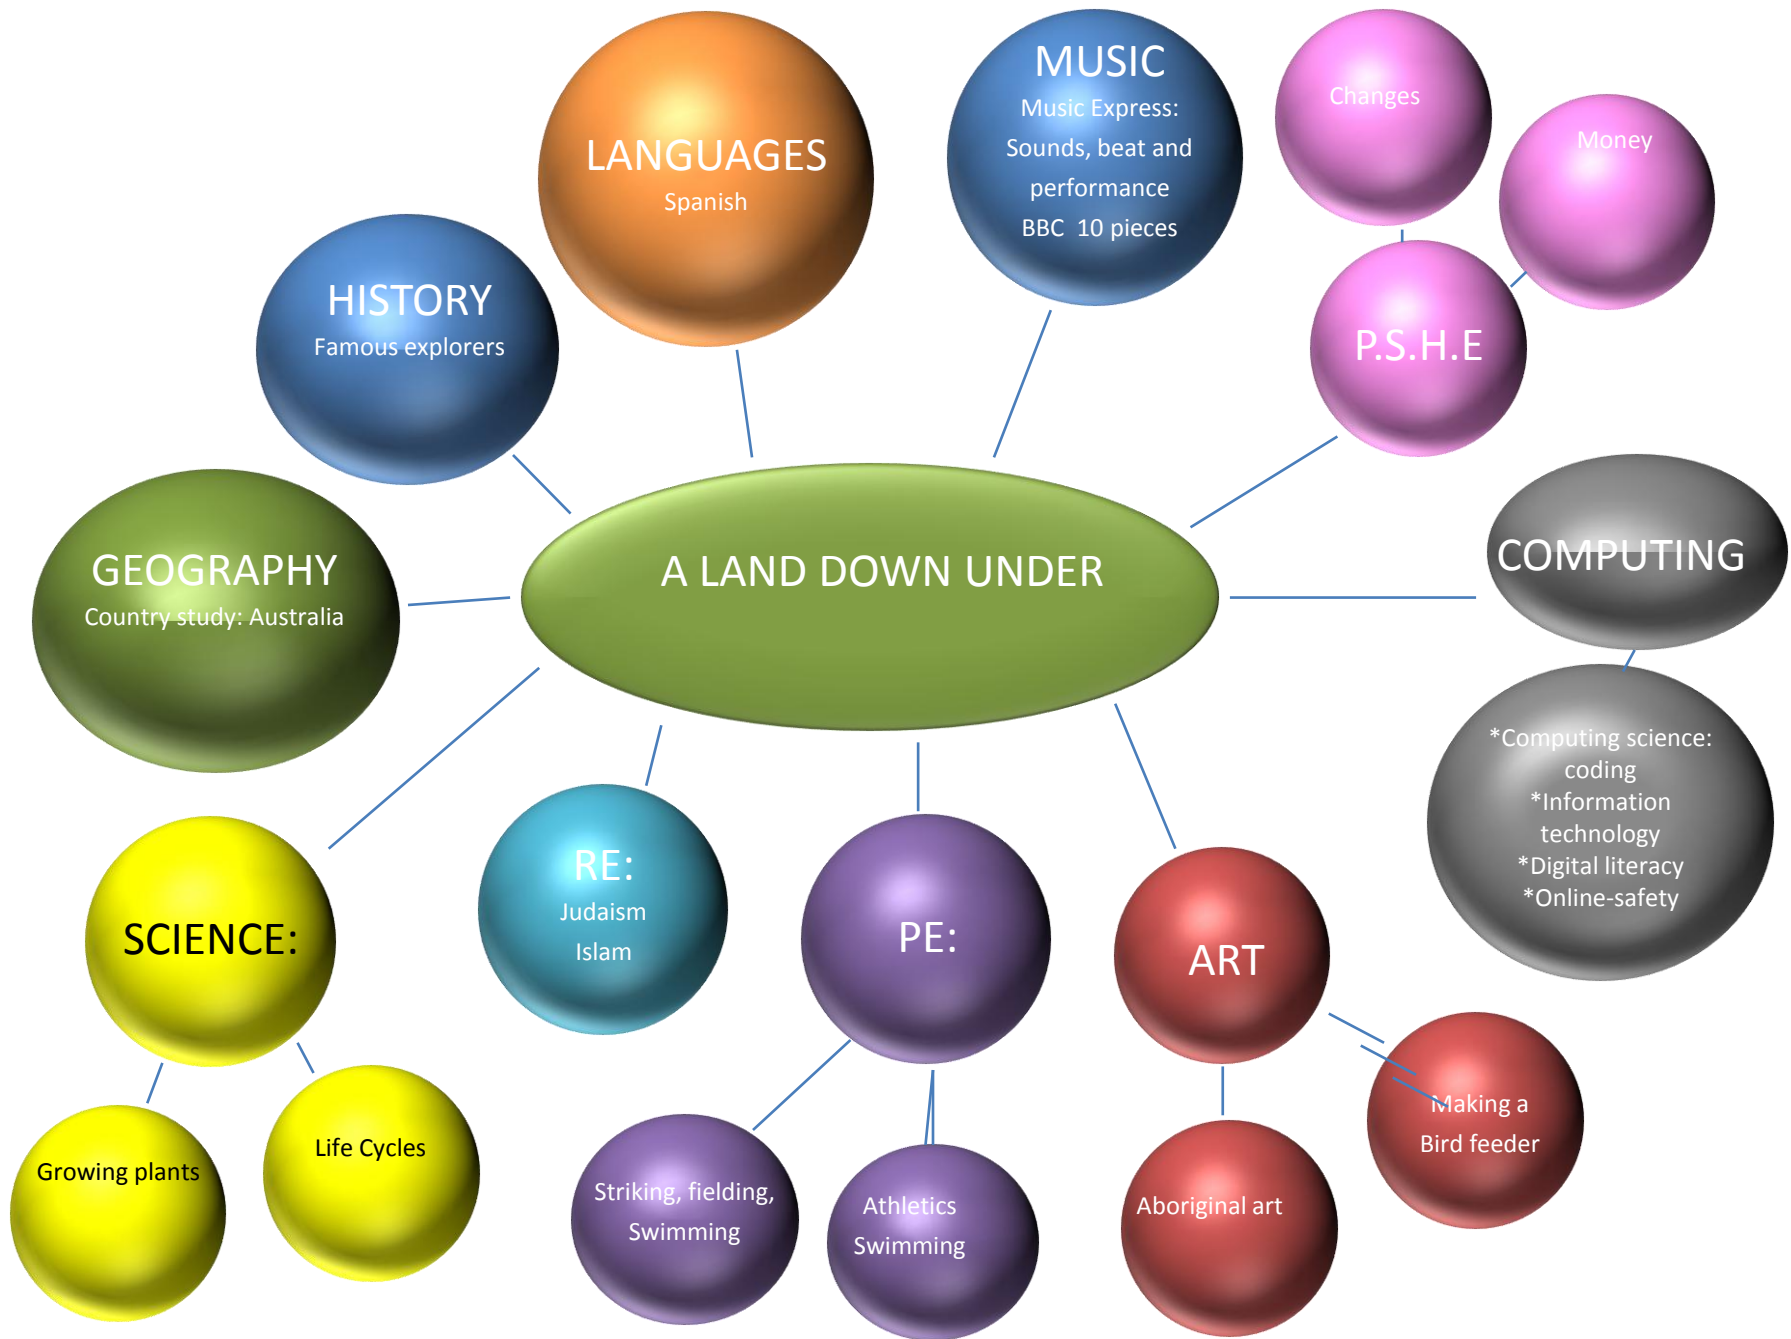 MUSIC
Music Express:
Sounds, beat and
performance
BBC  10 pieces
Changes
Money
LANGUAGES
Spanish
HISTORY
Famous explorers
P.S.H.E
GEOGRAPHY
Country study: Australia
A LAND DOWN UNDER
COMPUTING
*Computing science:
coding
*Information
technology
*Digital literacy
*Online-safety
SCIENCE:
RE:
Judaism
Islam
PE:
ART
Growing plants
Life Cycles
Striking, fielding,
Swimming
Athletics
Swimming
Aboriginal art
Making a
Bird feeder